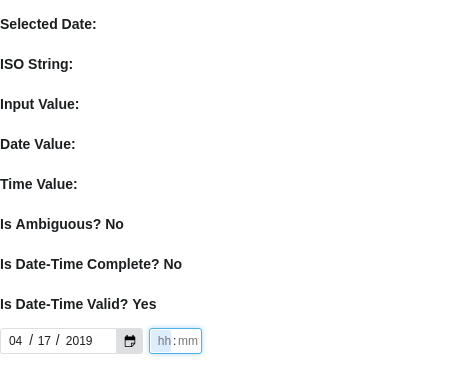 Selected Date:
ISO String:
Input Value:
Date Value:
Time Value:
Is Ambiguous? No
Is Date-Time Complete? No
Is Date-Time Valid? Yes
04 / 17 / 2019 hh:mm